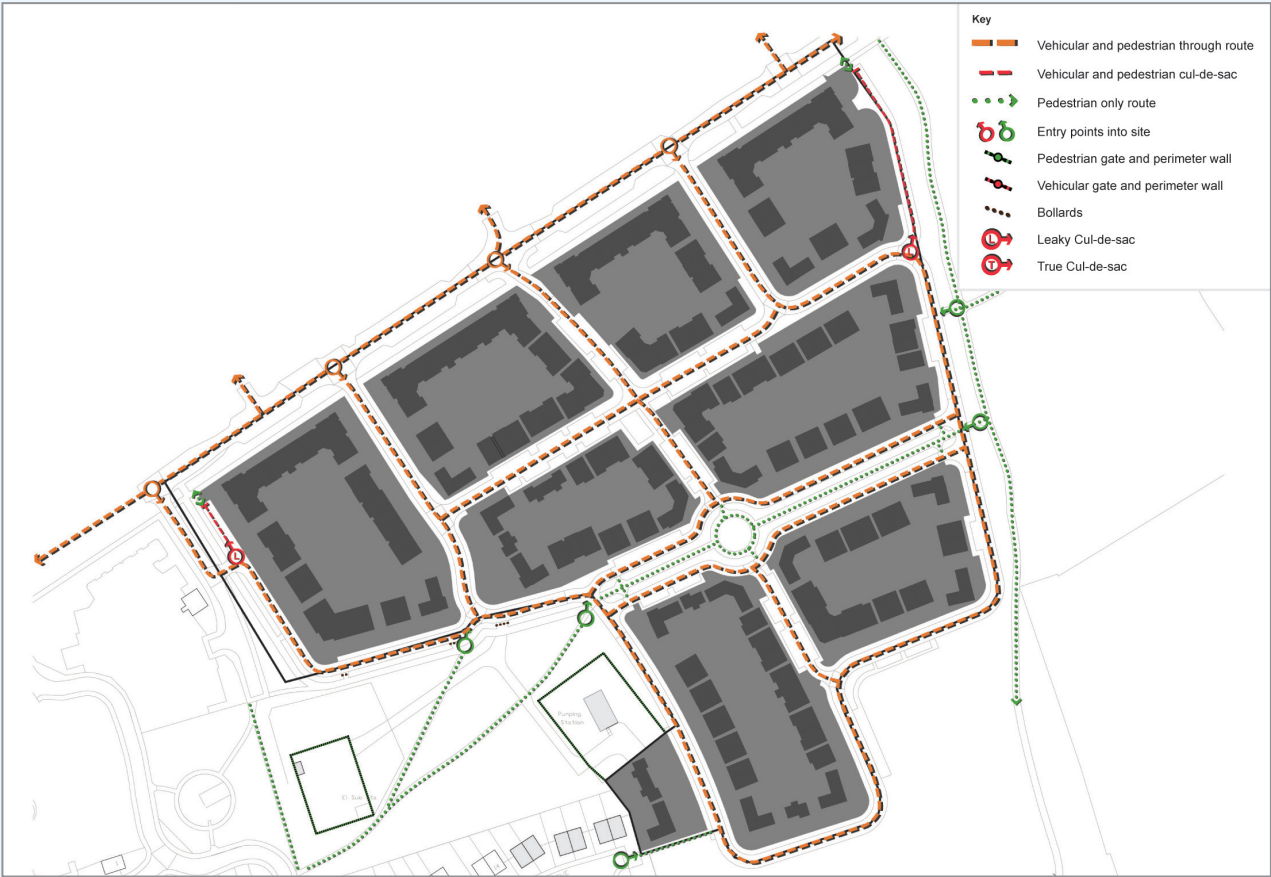 Key
Vehicular and pedestrian through route
Vehicular and pedestrian cul-de-sac
Pedestrian only route
Entry points into site
Pedestrian gate and perimeter wall
Vehicular gate and perimeter wall
Bollards
L Leaky Cul-de-sac
T True Cul-de-sac
L
L
Pumping
Station
El Sub